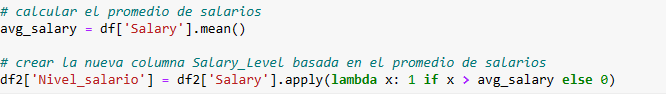 # calcular el promedio de salarios
avg_salary = df['Salary'].mean()
# crear la nueva columna Salary_Level basada en el promedio de salarios
df2['Nivel_salario'] = df2['Salary'].apply(lambda x: 1 if x > avg_salary else 0)